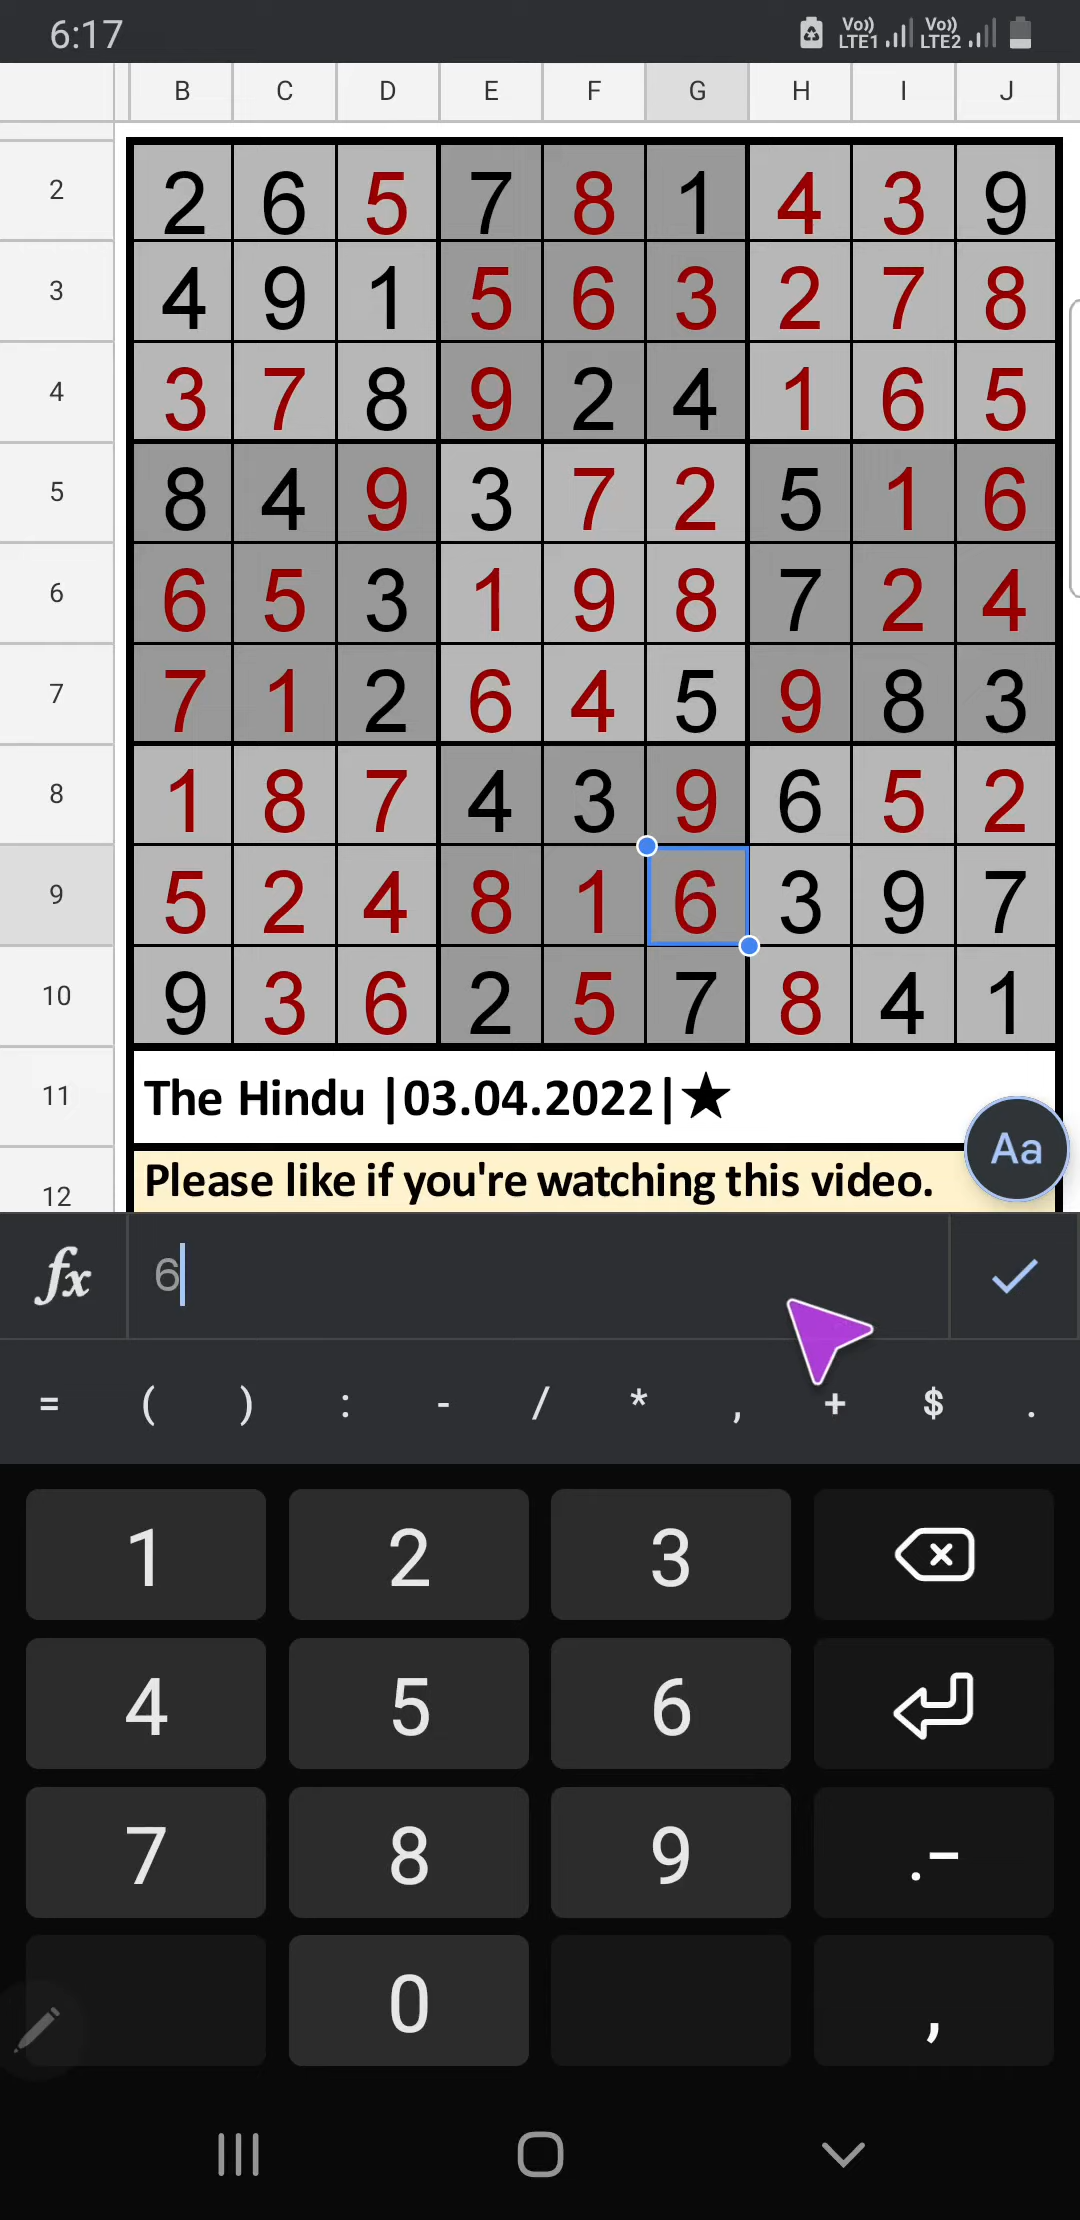 6:17 Vo)) LTE1 Vo)) LTE2
B C D E F G H I J
2 2 6 5 7 8 1 4 3 9
3 4 9 1 5 6 3 2 7 8
4 3 7 8 9 2 4 1 6 5
5 8 4 9 3 7 2 5 1 6
6 6 5 3 1 9 8 7 2 4
7 7 1 2 6 4 5 9 8 3
8 1 8 7 4 3 9 6 5 2
9 5 2 4 8 1 6 3 9 7
10 9 3 6 2 5 7 8 4 1
11 The Hindu |03.04.2022|★
Aa
12 Please like if you're watching this video.
fx 6
= ( ) : - / * , + $ .
1 2 3
4 5 6
7 8 9 .-
0 ,